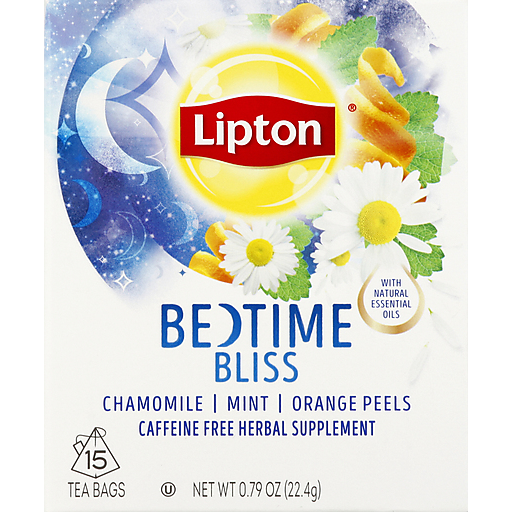 Lipton
®
WITH
NATURAL
ESSENTIAL
OILS
BEDTIME
BLISS
CHAMOMILE | MINT | ORANGE PEELS
CAFFEINE FREE HERBAL SUPPLEMENT
15
TEA BAGS
U
NET WT 0.79 OZ (22.4g)